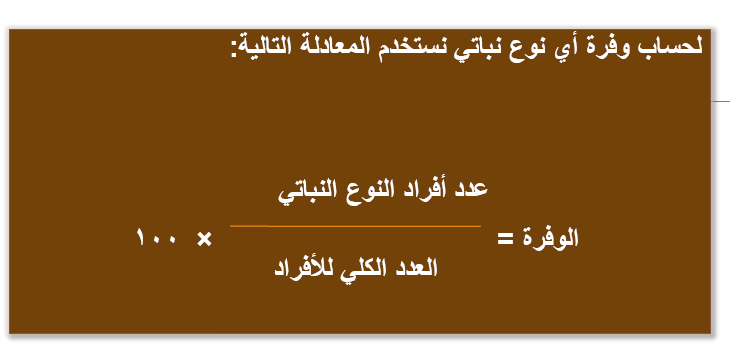 لحساب وفرة أي نوع نباتي نستخدم المعادلة التالية:
عدد أفراد النوع النباتي
الوفرة = × ١٠٠
العدد الكلي للأفراد